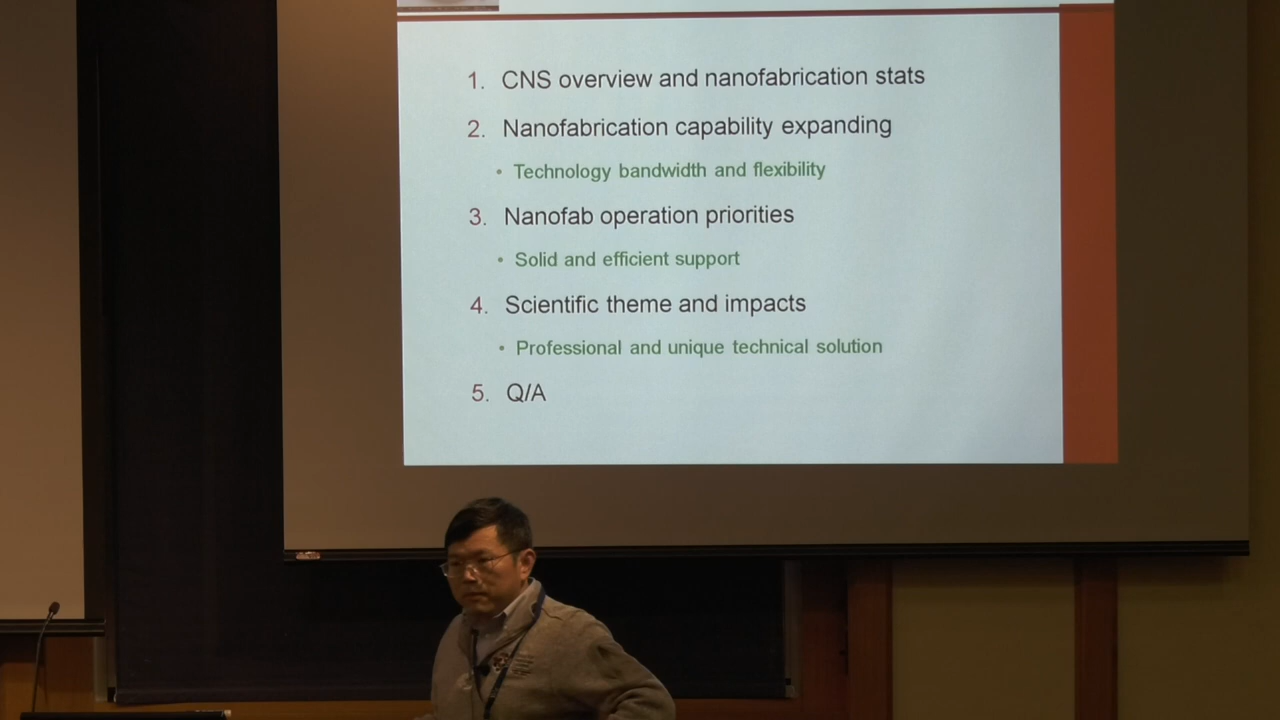 1. CNS overview and nanofabrication stats
2. Nanofabrication capability expanding
• Technology bandwidth and flexibility
3. Nanofab operation priorities
• Solid and efficient support
4. Scientific theme and impacts
• Professional and unique technical solution
5. Q/A